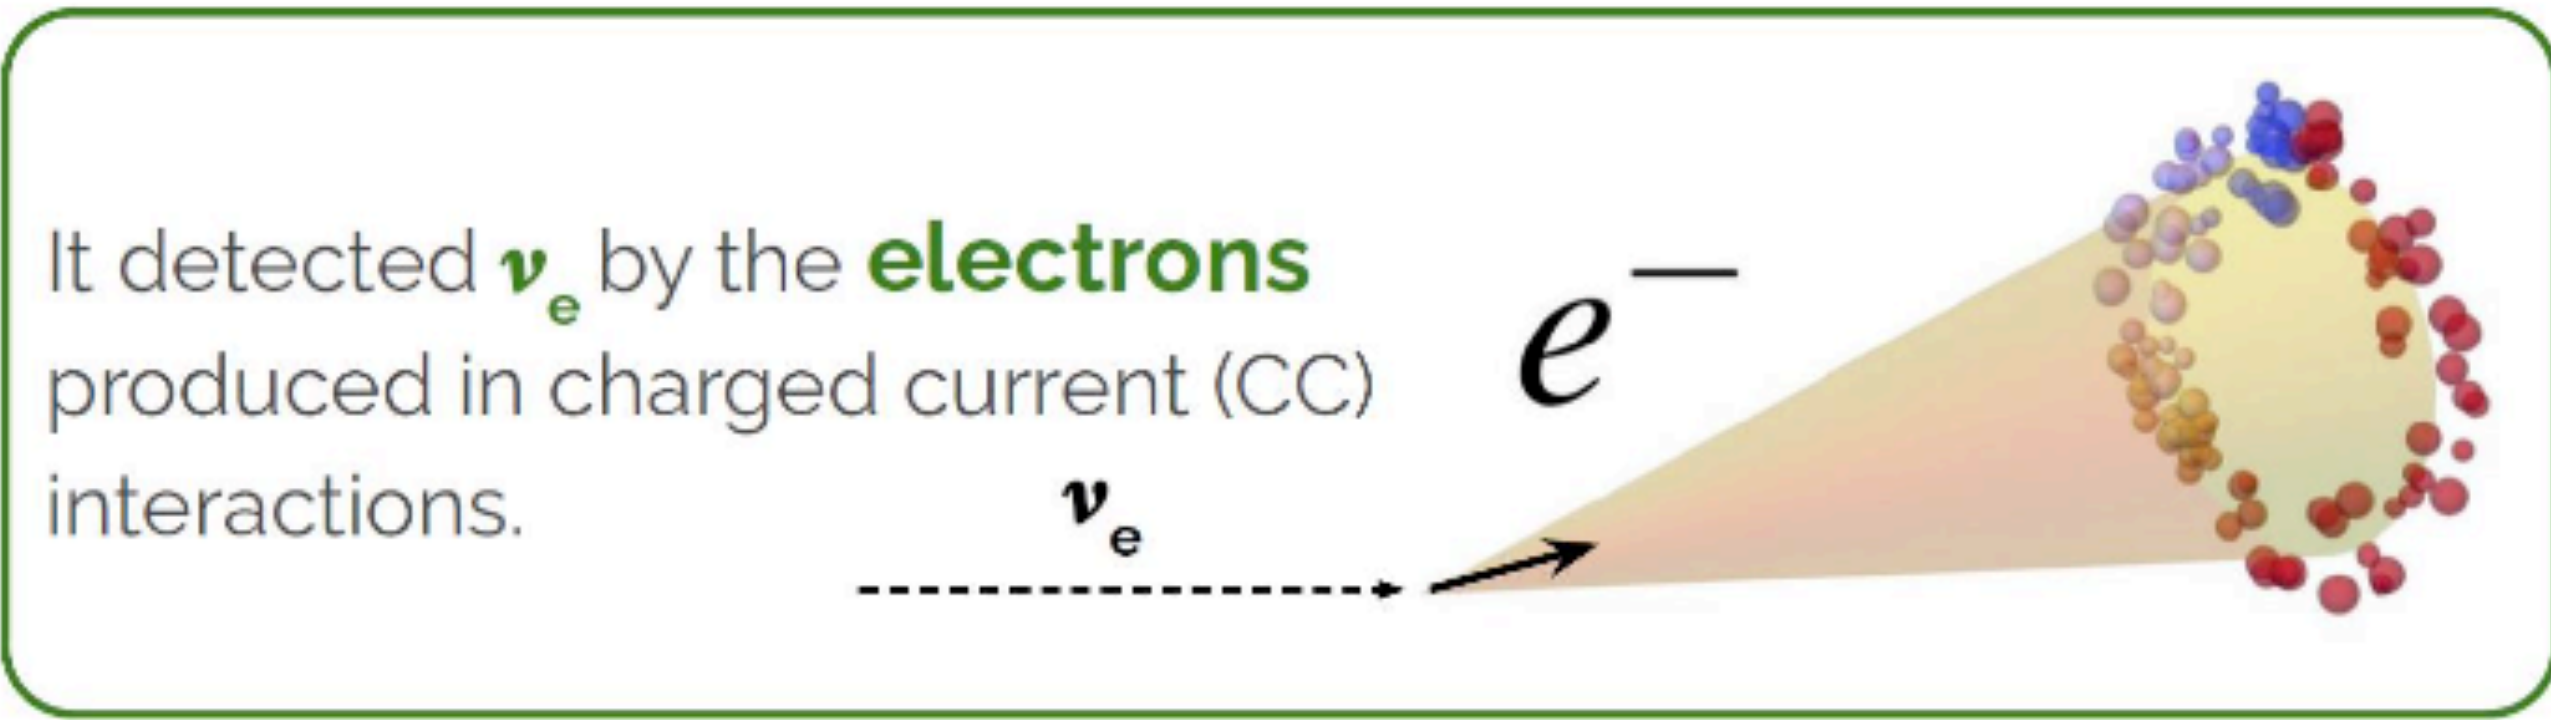 It detected νe by the electrons
produced in charged current (CC)
interactions.
νe
e−